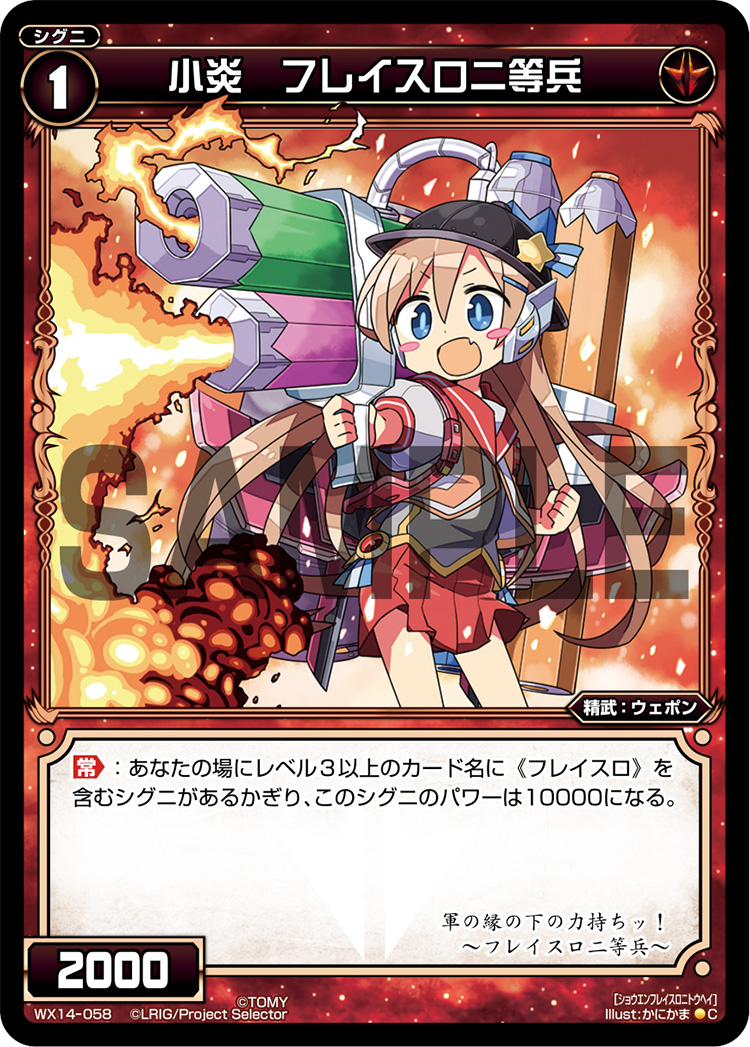 シグニ
1
小炎 フレイスロ二等兵
SAMPLE
精武：ウェポン
常：あなたの場にレベル３以上のカード名に《フレイスロ》を
含むシグニがあるかぎり、このシグニのパワーは10000になる。
軍の縁の下の力持ちッ！
～フレイスロ二等兵～
2000
WX14-058 ©LRIG/Project Selector
©TOMY
[ショウエンフレイスロニトウヘイ]
Illust:かにかま C